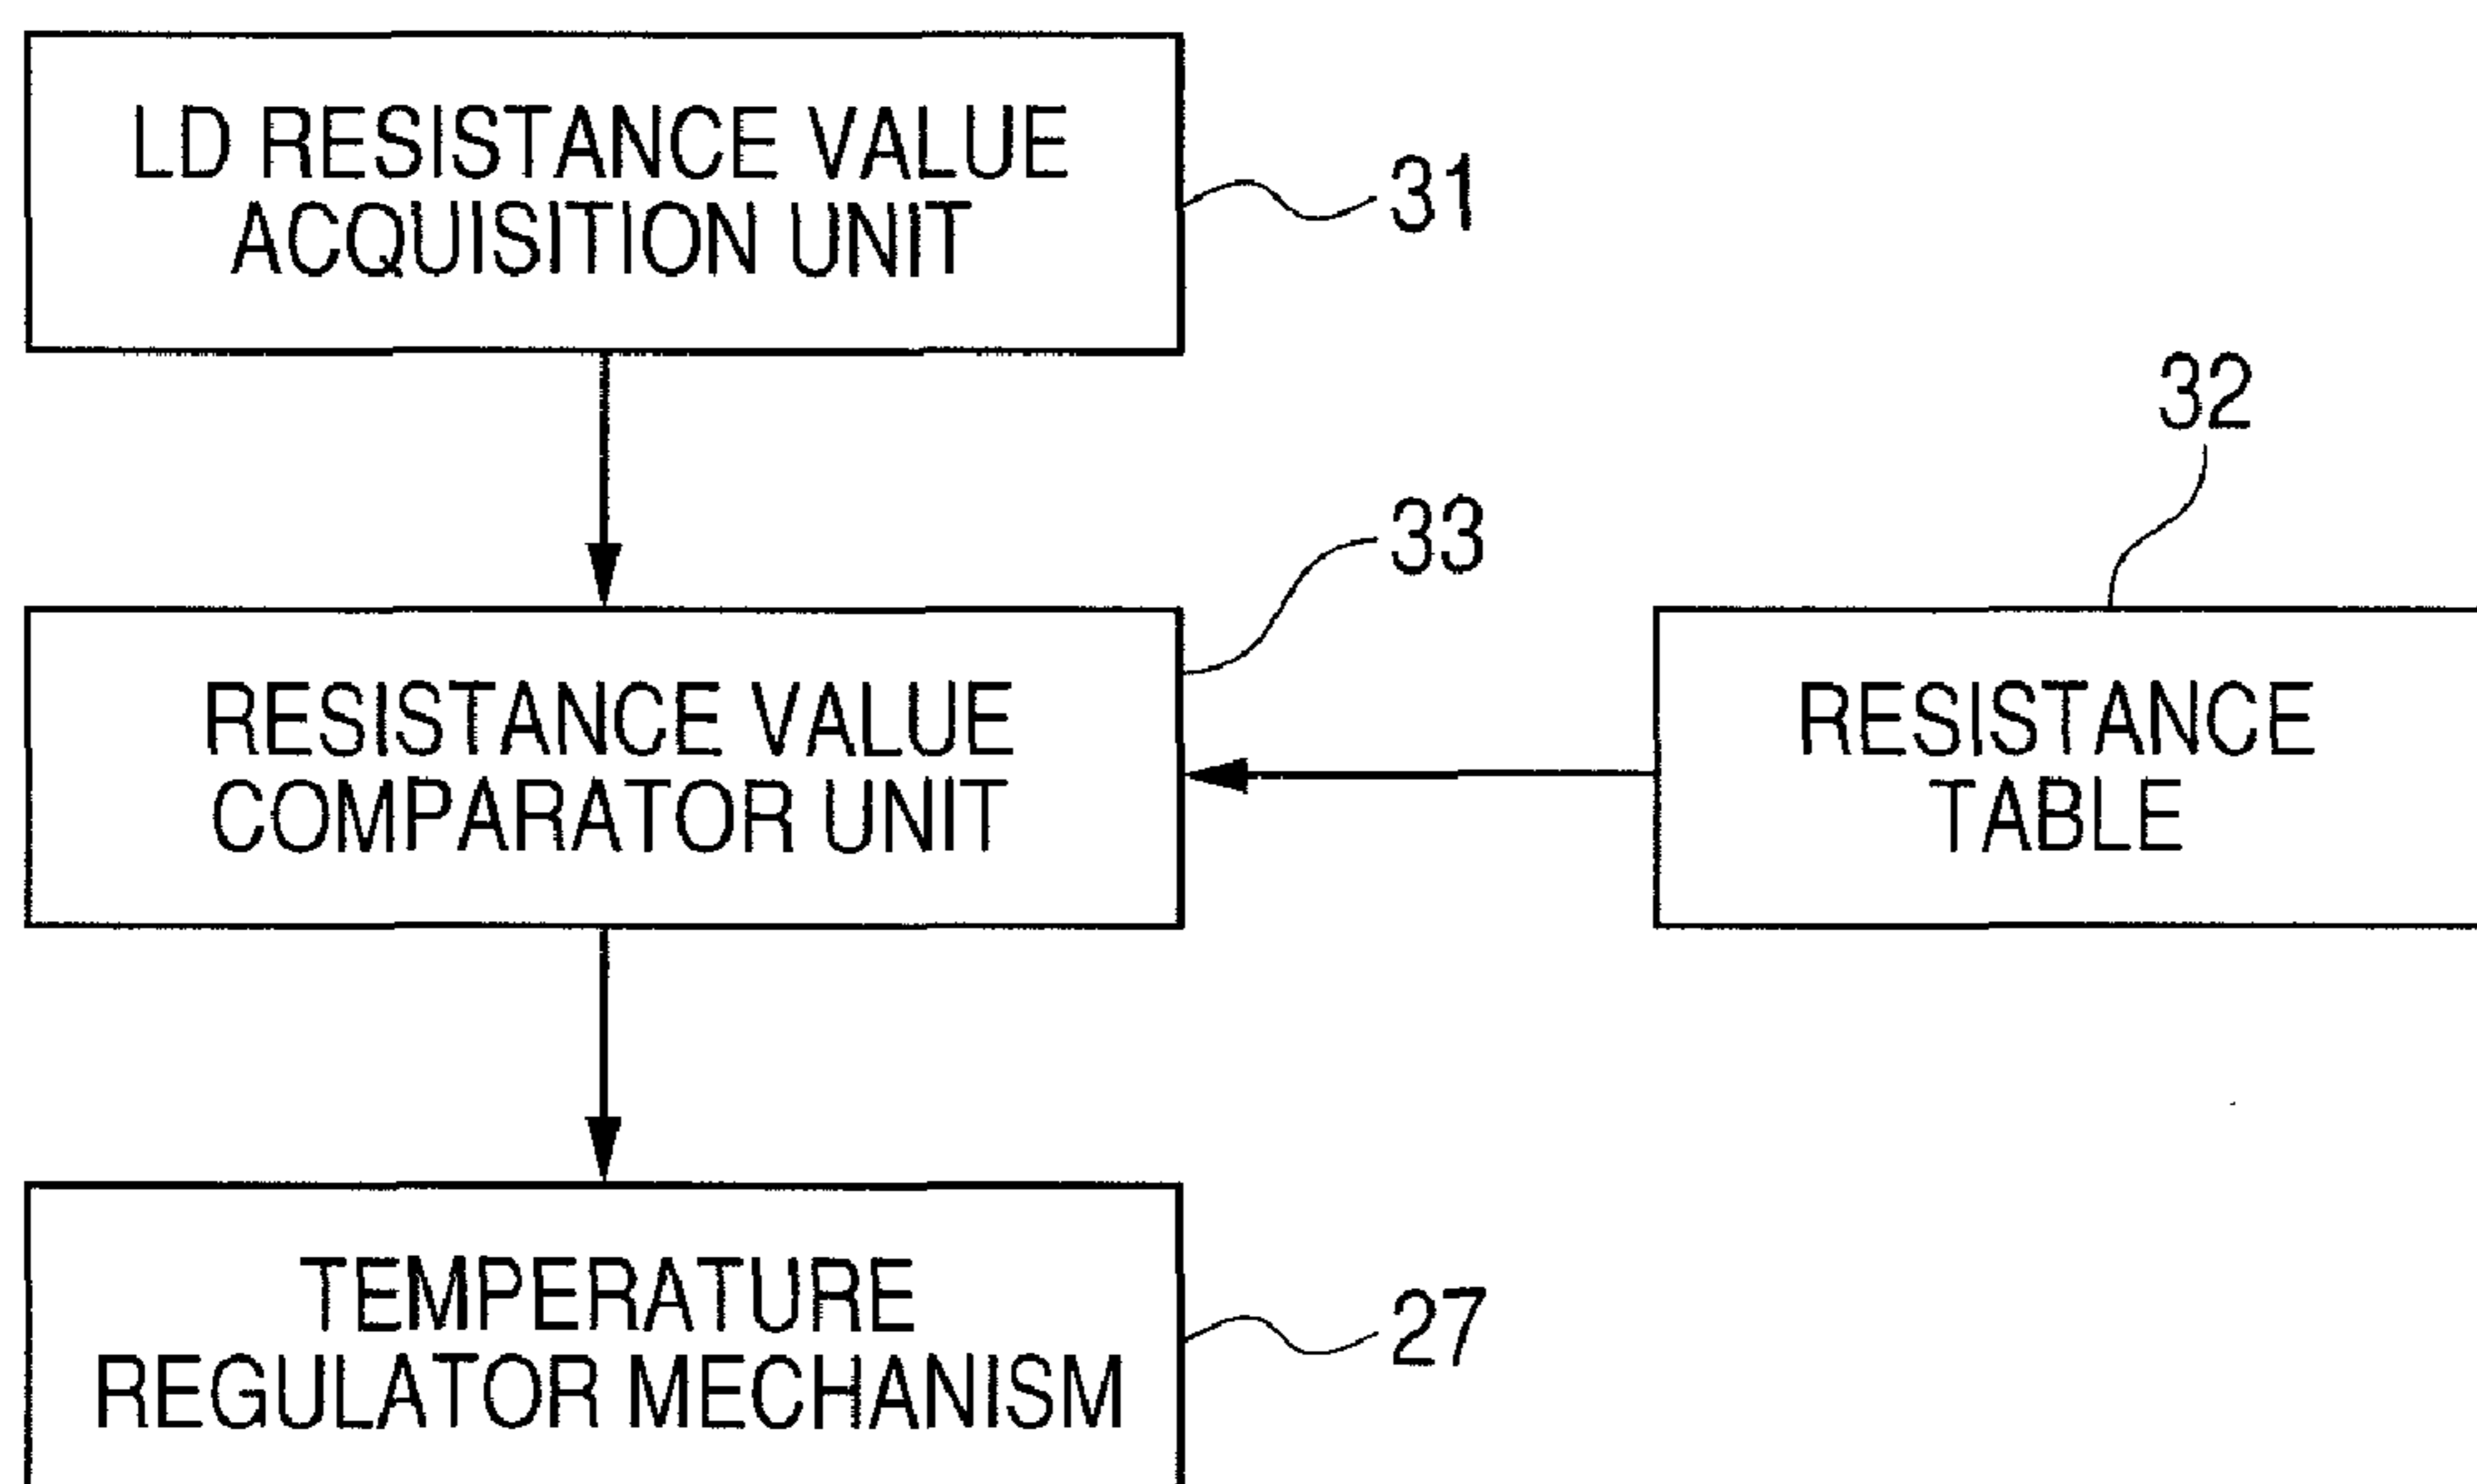 LD RESISTANCE VALUE
ACQUISITION UNIT
31
32
33
RESISTANCE VALUE
COMPARATOR UNIT
RESISTANCE
TABLE
TEMPERATURE
REGULATOR MECHANISM
27